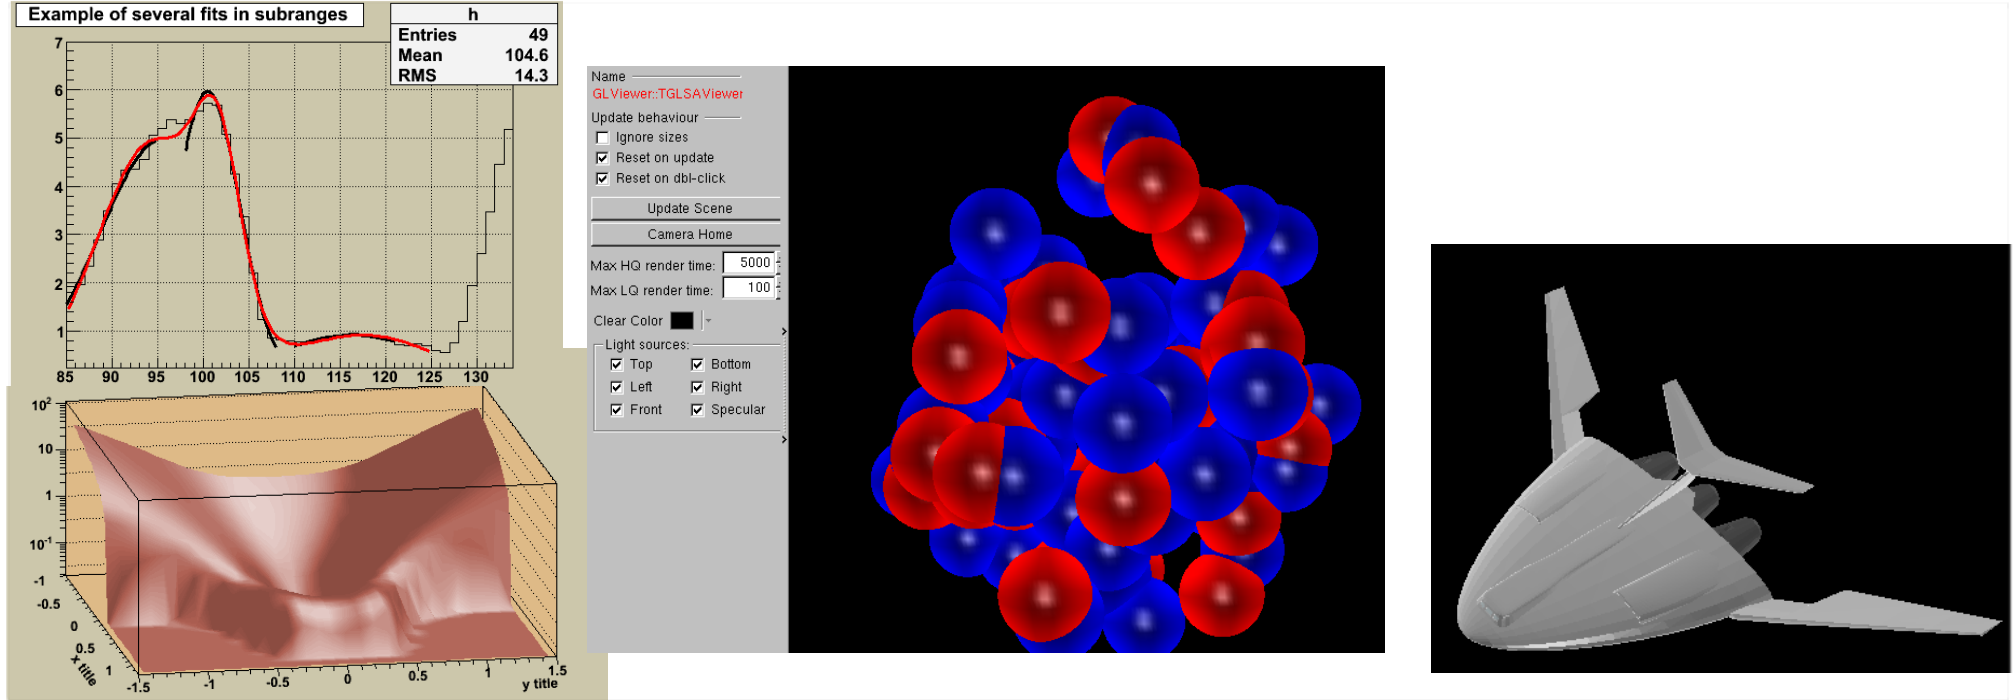 Example of several fits in subranges
h
Entries 49
Mean 104.6
RMS 14.3
7
6
5
4
3
2
1
85 90 95 100 105 110 115 120 125 130
10²
10
1
10⁻¹
-1
-0.5
0
0.5
1
x title
-1.5 -1 -0.5 0 0.5 1 1.5
y title
Name
GLViewer::TGLSAViewer
Update behaviour
Ignore sizes
Reset on update
Reset on dbl-click
Update Scene
Camera Home
Max HQ render time: 5000
Max LQ render time: 100
Clear Color
Light sources:
Top Bottom
Left Right
Front Specular